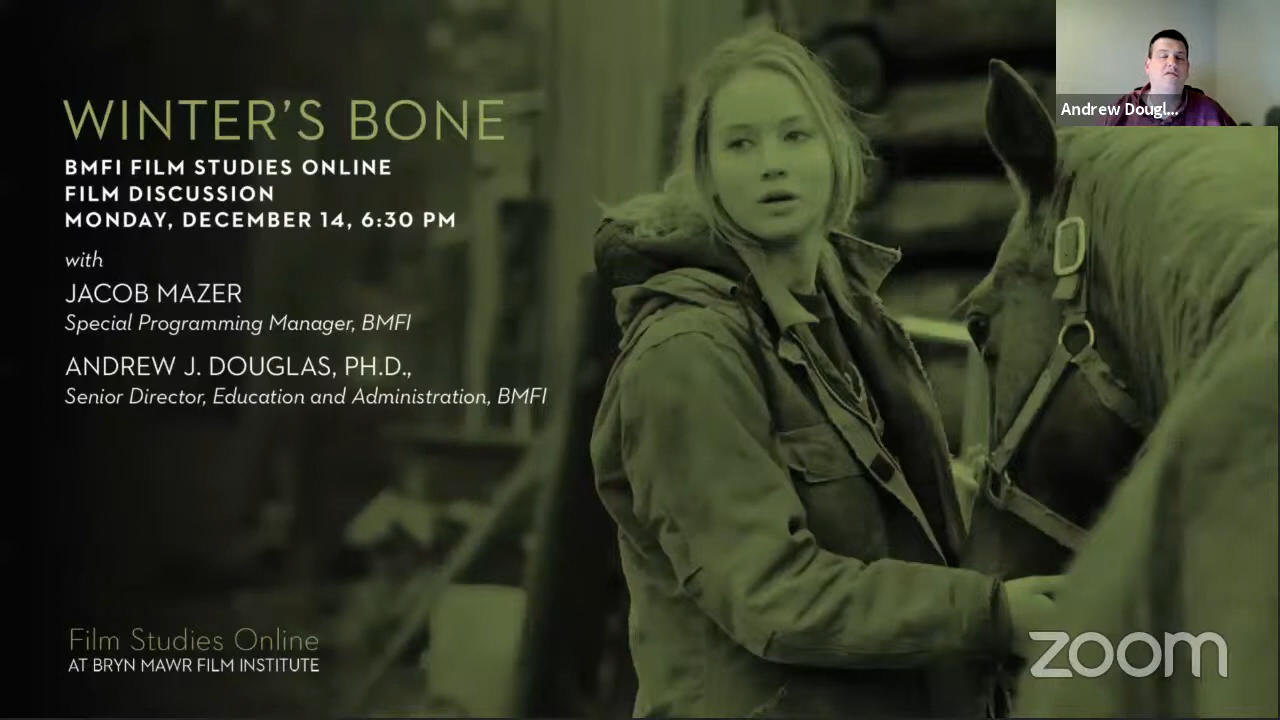 WINTER'S BONE
BMFI FILM STUDIES ONLINE
FILM DISCUSSION
MONDAY, DECEMBER 14, 6:30 PM
with
JACOB MAZER
Special Programming Manager, BMFI
ANDREW J. DOUGLAS, PH.D.,
Senior Director, Education and Administration, BMFI
Film Studies Online
AT BRYN MAWR FILM INSTITUTE
Andrew Dougl...
zoom